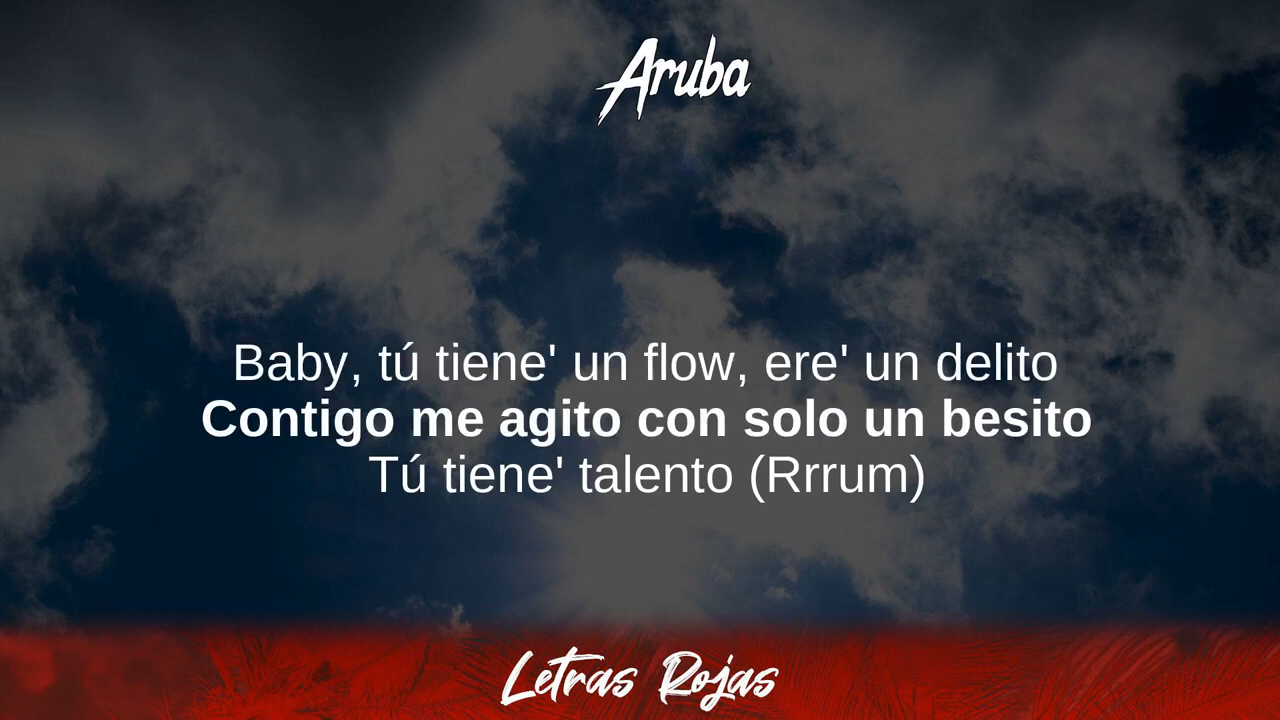 Aruba
Baby, tú tiene' un flow, ere' un delito
Contigo me agito con solo un besito
Tú tiene' talento (Rrrum)
Letras Rojas